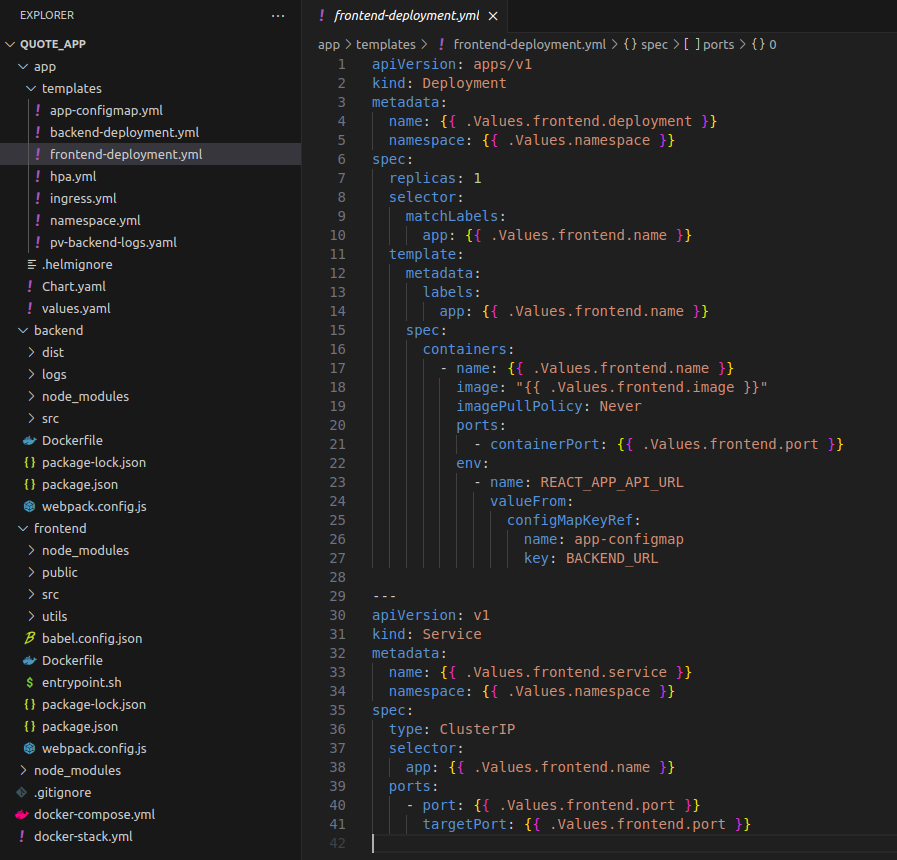 EXPLORER
QUOTE_APP
app
templates
app-configmap.yml
backend-deployment.yml
frontend-deployment.yml
hpa.yml
ingress.yml
namespace.yml
pv-backend-logs.yaml
.helmignore
Chart.yaml
values.yaml
backend
dist
logs
node_modules
src
Dockerfile
package-lock.json
package.json
webpack.config.js
frontend
node_modules
public
src
utils
babel.config.json
Dockerfile
entrypoint.sh
package-lock.json
package.json
webpack.config.js
node_modules
.gitignore
docker-compose.yml
docker-stack.yml
! frontend-deployment.yml ×
app > templates > ! frontend-deployment.yml > {} spec > [ ] ports > {} 0
1 apiVersion: apps/v1
2 kind: Deployment
3 metadata:
4   name: {{ .Values.frontend.deployment }}
5   namespace: {{ .Values.namespace }}
6 spec:
7   replicas: 1
8   selector:
9     matchLabels:
10       app: {{ .Values.frontend.name }}
11   template:
12     metadata:
13       labels:
14         app: {{ .Values.frontend.name }}
15     spec:
16       containers:
17         - name: {{ .Values.frontend.name }}
18           image: "{{ .Values.frontend.image }}"
19           imagePullPolicy: Never
20           ports:
21             - containerPort: {{ .Values.frontend.port }}
22           env:
23             - name: REACT_APP_API_URL
24               valueFrom:
25                 configMapKeyRef:
26                   name: app-configmap
27                   key: BACKEND_URL
28
29 ---
30 apiVersion: v1
31 kind: Service
32 metadata:
33   name: {{ .Values.frontend.service }}
34   namespace: {{ .Values.namespace }}
35 spec:
36   type: ClusterIP
37   selector:
38     app: {{ .Values.frontend.name }}
39   ports:
40     - port: {{ .Values.frontend.port }}
41       targetPort: {{ .Values.frontend.port }}
42